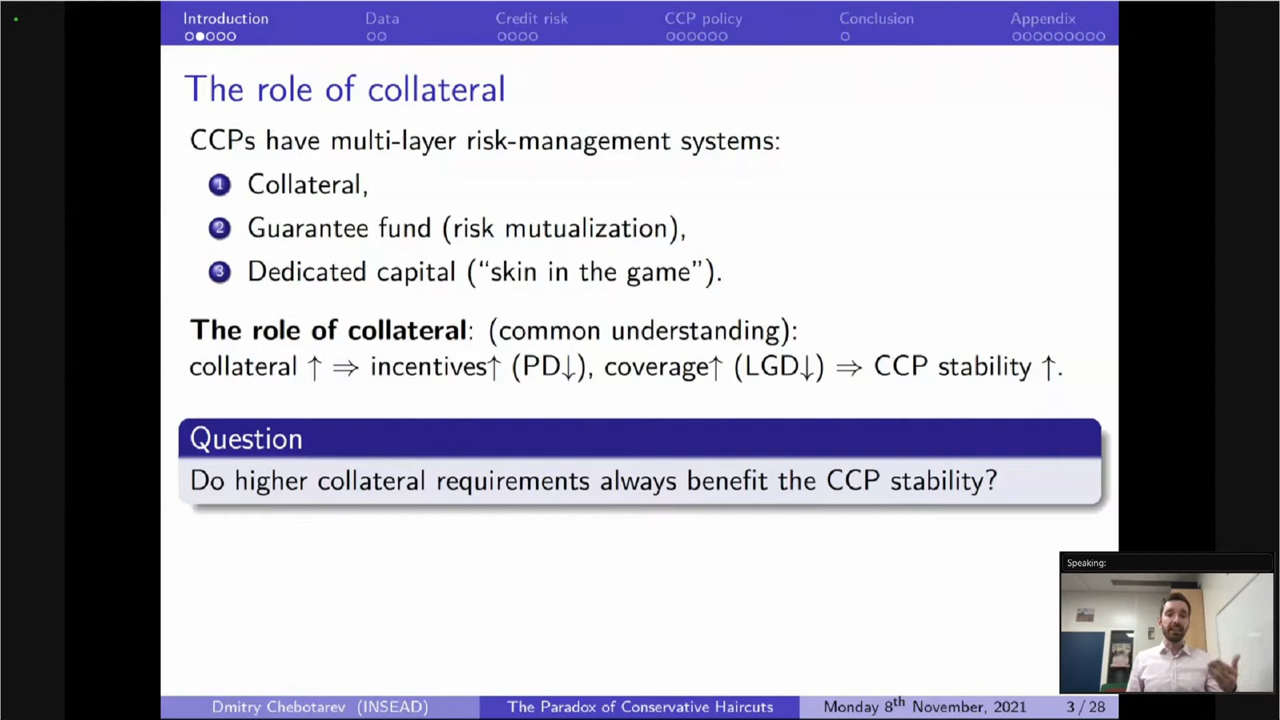 Introduction Data Credit risk CCP policy Conclusion Appendix
The role of collateral
CCPs have multi-layer risk-management systems:
1 Collateral,
2 Guarantee fund (risk mutualization),
3 Dedicated capital (“skin in the game”).
The role of collateral: (common understanding):
collateral ↑ ⇒ incentives↑ (PD↓), coverage↑ (LGD↓) ⇒ CCP stability ↑.
Question
Do higher collateral requirements always benefit the CCP stability?
Speaking:
Dmitry Chebotarev (INSEAD) The Paradox of Conservative Haircuts Monday 8th November, 2021 3 / 28